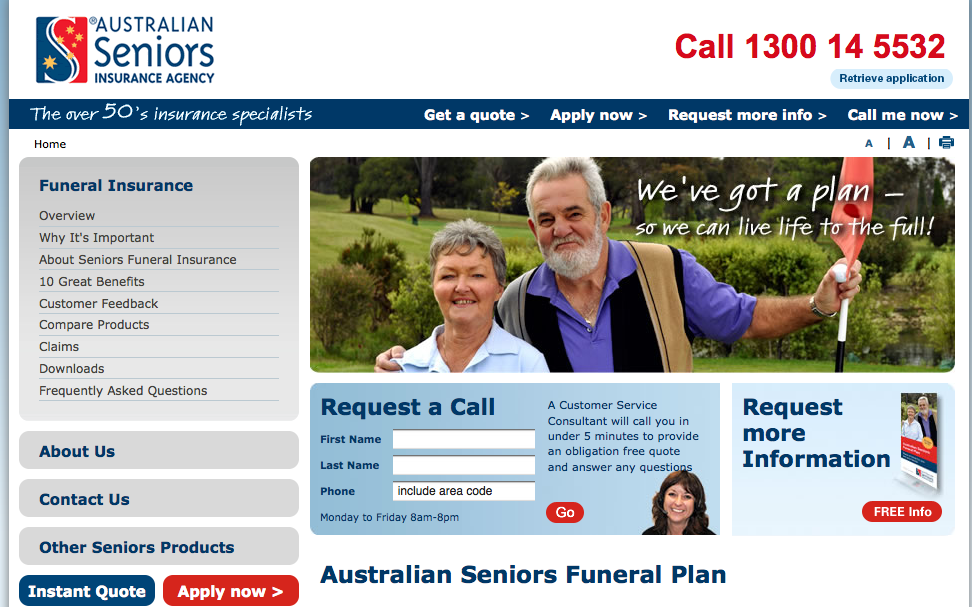 ®AUSTRALIAN
Seniors
INSURANCE AGENCY
Call 1300 14 5532
Retrieve application
The over 50's insurance specialists
Get a quote > Apply now > Request more info > Call me now >
Home
A | A |
Funeral Insurance
Overview
Why It's Important
About Seniors Funeral Insurance
10 Great Benefits
Customer Feedback
Compare Products
Claims
Downloads
Frequently Asked Questions
About Us
Contact Us
Other Seniors Products
Instant Quote
Apply now >
We've got a plan –
so we can live life to the full!
Request a Call
First Name
Last Name
Phone include area code
Monday to Friday 8am-8pm
A Customer Service
Consultant will call you in
under 5 minutes to provide
an obligation free quote
and answer any questions
Go
Request
more
Information
FREE Info
Australian Seniors Funeral Plan